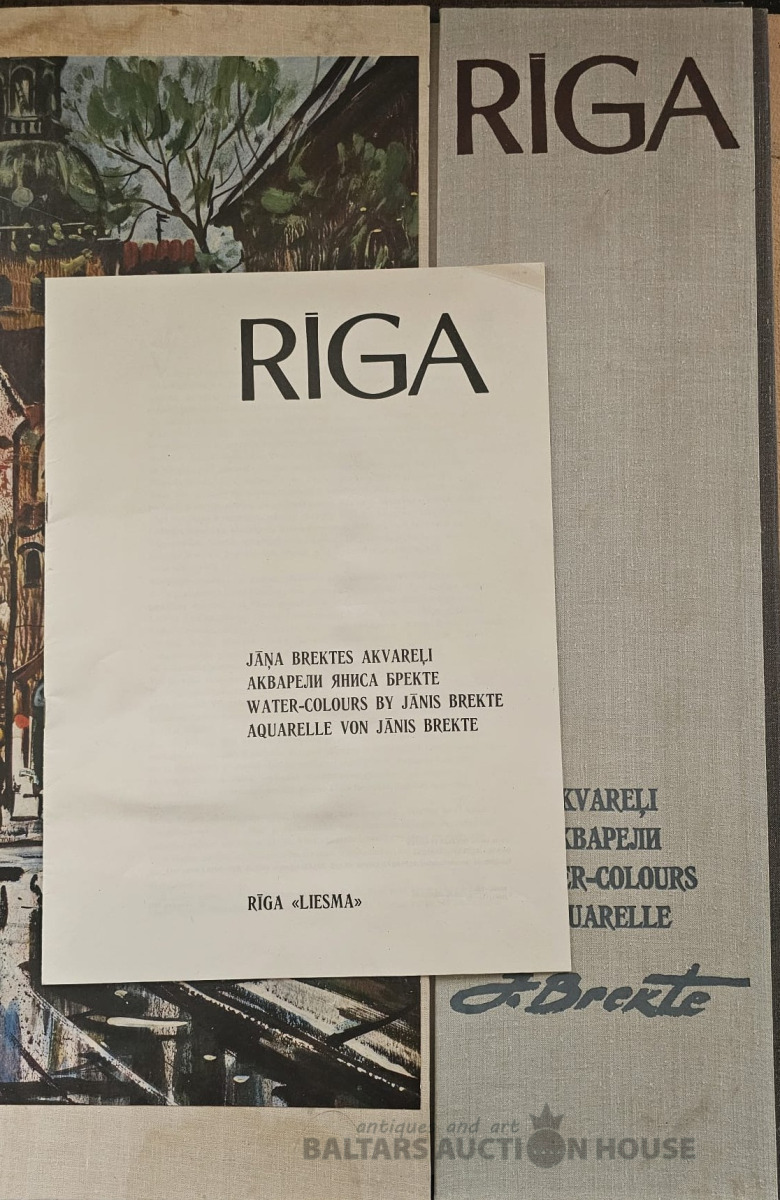 RĪGA
RĪGA
JĀŅA BREKTES AKVAREĻI
АКВАРЕЛИ ЯНИСА БРЕКТЕ
WATER-COLOURS BY JĀNIS BREKTE
AQUARELLE VON JĀNIS BREKTE
RĪGA «LIESMA»
KVAREĻI
КВАРЕЛИ
ER-COLOURS
UARELLE
J. Brekte
antiques and art
BALTARS AUCTION HOUSE